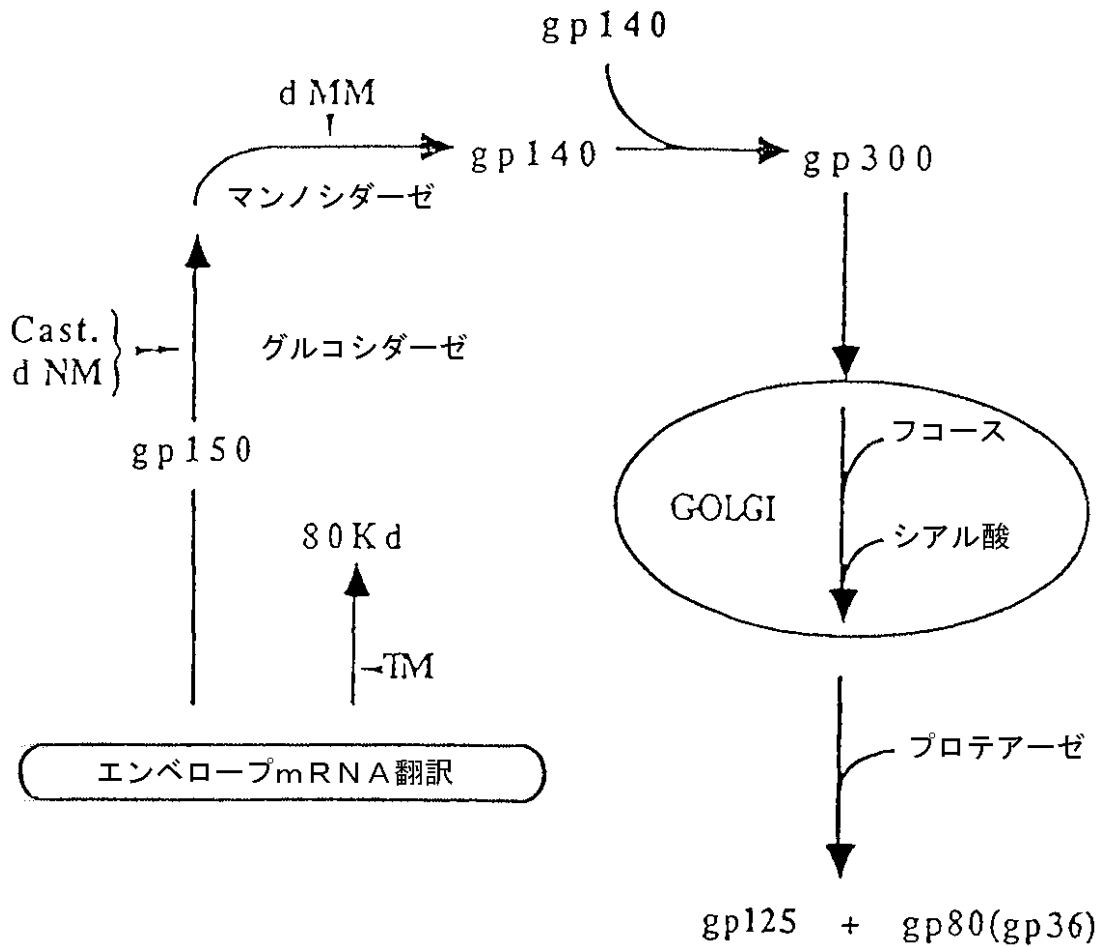 gp140
dMM
gp140
gp300
マンノシダーゼ
Cast.
dNM
グルコシダーゼ
gp150
フコース
GOLGI
シアル酸
80Kd
TM
プロテアーゼ
エンベロープmRNA翻訳
gp125 + gp80(gp36)